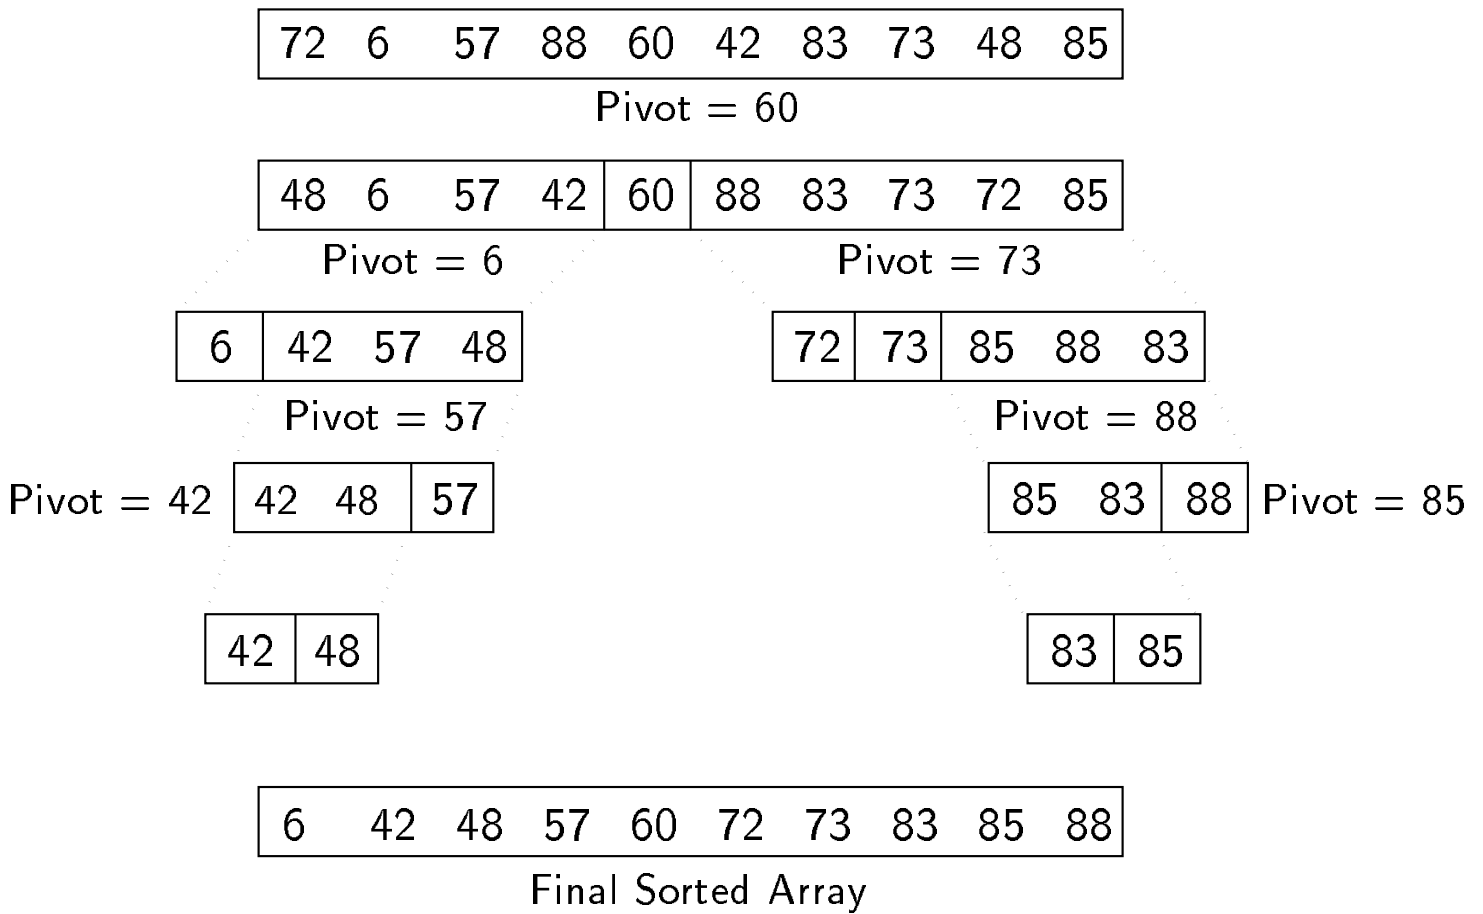 72 6 57 88 60 42 83 73 48 85
Pivot = 60
48 6 57 42 60 88 83 73 72 85
Pivot = 6 Pivot = 73
6 42 57 48 72 73 85 88 83
Pivot = 57 Pivot = 88
Pivot = 42 42 48 57 85 83 88 Pivot = 85
42 48 83 85
6 42 48 57 60 72 73 83 85 88
Final Sorted Array